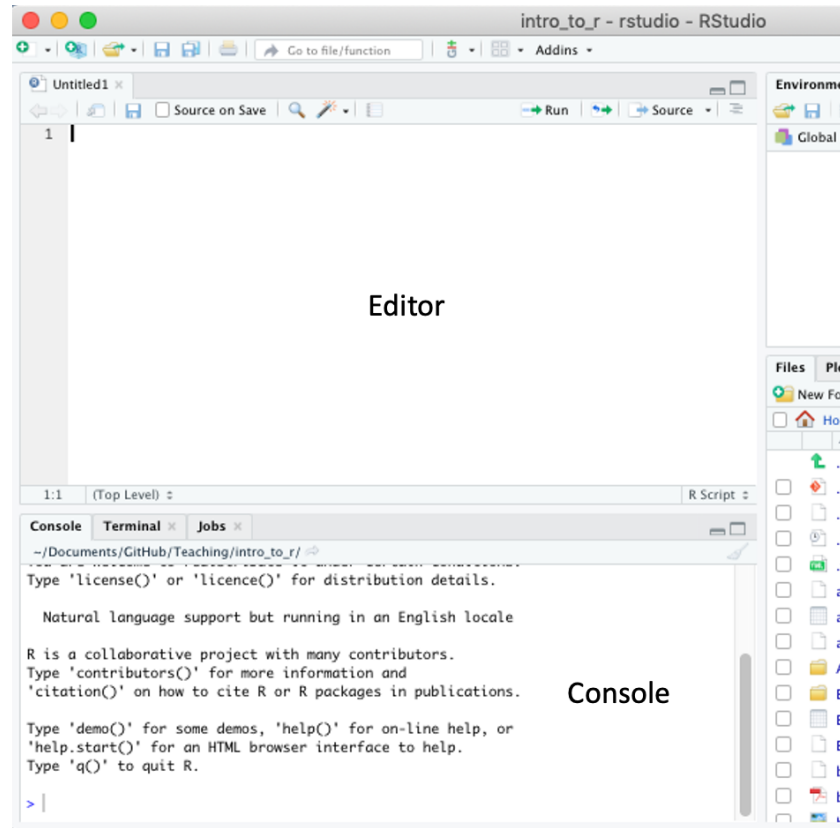 intro_to_r - rstudio - RStudio
Go to file/function
Addins
Untitled1
Source on Save
Run
Source
1
Editor
1:1 (Top Level)
R Script
Console Terminal Jobs
~/Documents/GitHub/Teaching/intro_to_r/
Type 'license()' or 'licence()' for distribution details.
Natural language support but running in an English locale
R is a collaborative project with many contributors.
Type 'contributors()' for more information and
'citation()' on how to cite R or R packages in publications.
Console
Type 'demo()' for some demos, 'help()' for on-line help, or
'help.start()' for an HTML browser interface to help.
Type 'q()' to quit R.
>
Environme
Global
Files Pl
New Fo
Ho